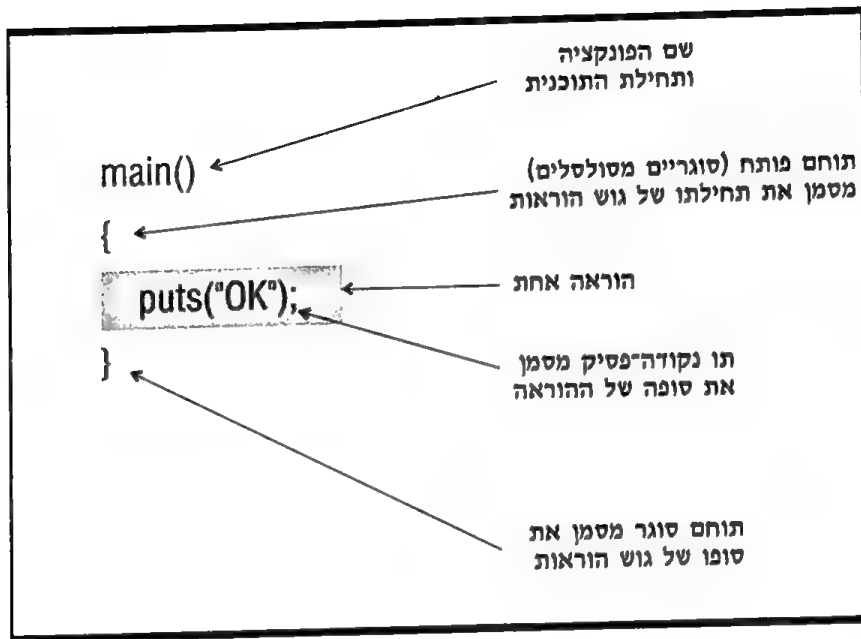 שם הפונקציה
ותחילת התוכנית
main()
תוחם פותח (סוגריים מסולסלים)
מסמן את תחילתו של גוש הוראות
{
הוראה אחת
puts("OK");
תו נקודה־פסיק מסמן
את סופה של ההוראה
}
תוחם סוגר מסמן את
סופו של גוש הוראות